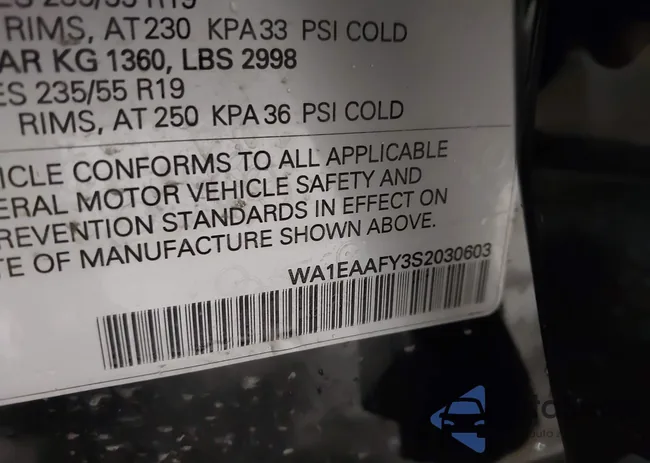 RIMS, AT 230 KPA 33 PSI COLD
AR KG 1360, LBS 2998
ES 235/55 R19
RIMS, AT 250 KPA 36 PSI COLD
ICLE CONFORMS TO ALL APPLICABLE
ERAL MOTOR VEHICLE SAFETY AND
REVENTION STANDARDS IN EFFECT ON
TE OF MANUFACTURE SHOWN ABOVE.
WA1EAAFY3S2030603